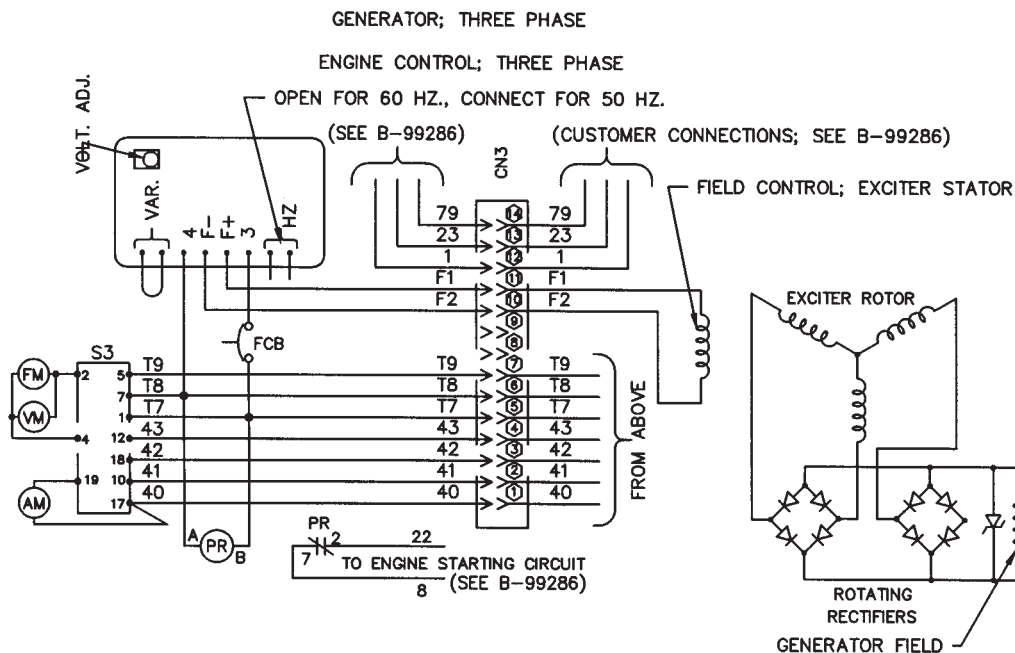 GENERATOR; THREE PHASE
ENGINE CONTROL; THREE PHASE
OPEN FOR 60 HZ., CONNECT FOR 50 HZ.
VOLT. ADJ.
(SEE B-99286)
(CUSTOMER CONNECTIONS; SEE B-99286)
CN3
FIELD CONTROL; EXCITER STATOR
VAR.
4
F-
F+
3
HZ
79
14
79
23
13
23
1
12
1
F1
11
F1
F2
10
F2
9
8
EXCITER ROTOR
FCB
S3
FM
2
5
T9
T9
7
T9
7
T8
T8
6
T8
VM
1
T7
T7
5
T7
4
12
43
43
4
43
18
42
42
3
42
19
10
41
41
2
41
AM
17
40
40
1
40
FROM ABOVE
A
PR
B
PR
7
2
22
TO ENGINE STARTING CIRCUIT
8
(SEE B-99286)
ROTATING
RECTIFIERS
GENERATOR FIELD